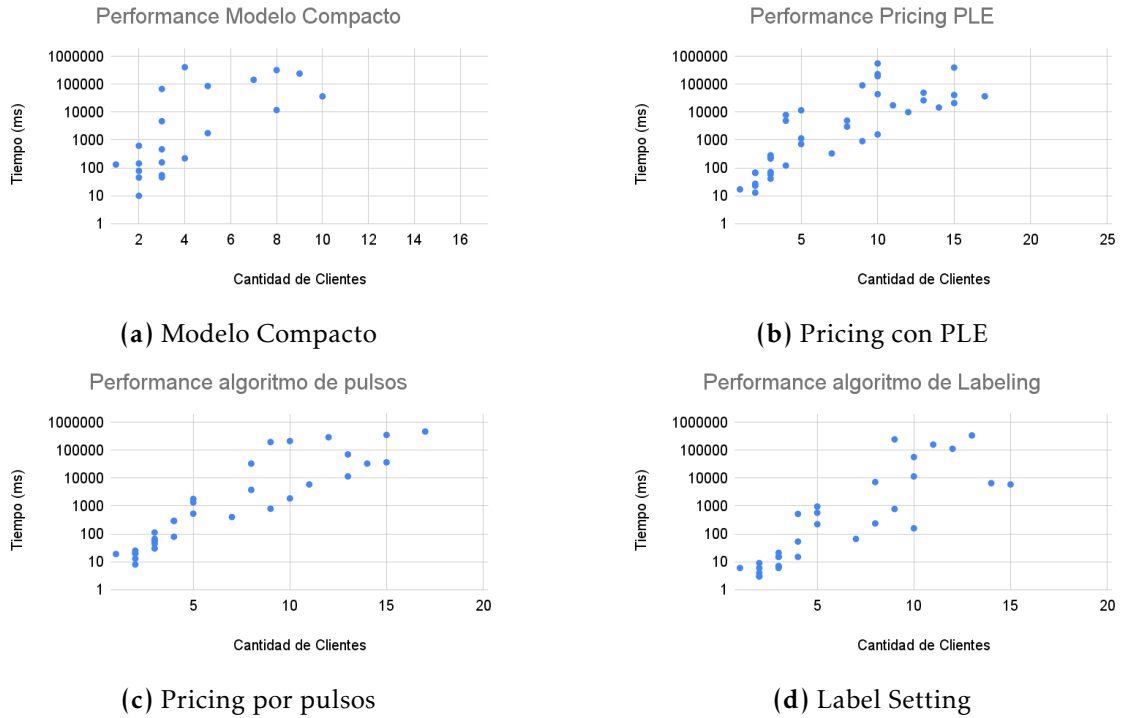 Performance Modelo Compacto
Tiempo (ms)
1000000
100000
10000
1000
100
10
1
2 4 6 8 10 12 14 16
Cantidad de Clientes
(a) Modelo Compacto
Performance Pricing PLE
Tiempo (ms)
1000000
100000
10000
1000
100
10
1
5 10 15 20 25
Cantidad de Clientes
(b) Pricing con PLE
Performance algoritmo de pulsos
Tiempo (ms)
1000000
100000
10000
1000
100
10
1
5 10 15 20
Cantidad de Clientes
(c) Pricing por pulsos
Performance algoritmo de Labeling
Tiempo (ms)
1000000
100000
10000
1000
100
10
1
5 10 15 20
Cantidad de Clientes
(d) Label Setting